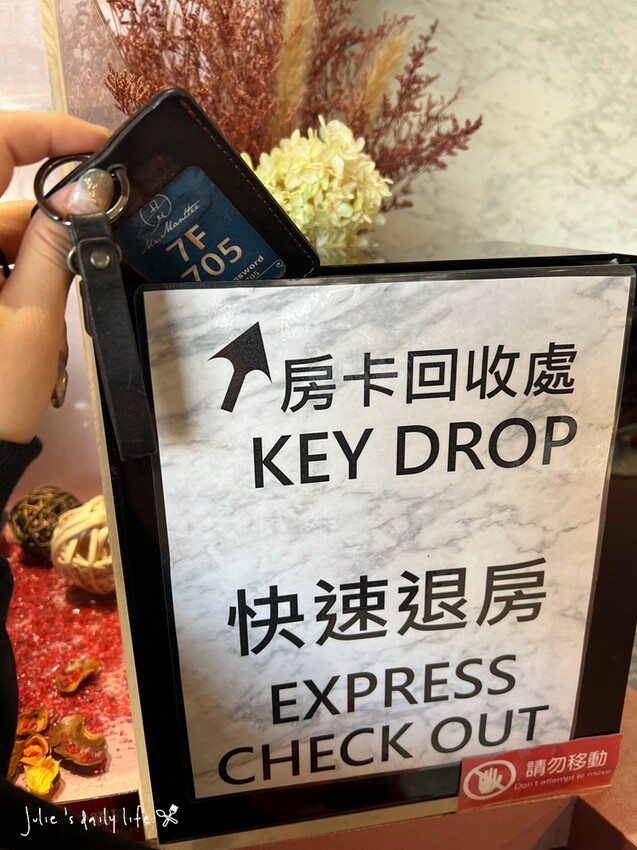 7F
705
房卡回收處
KEY DROP
快速退房
EXPRESS
CHECK OUT
請勿移動
Don't attempt to move
Julie's daily life